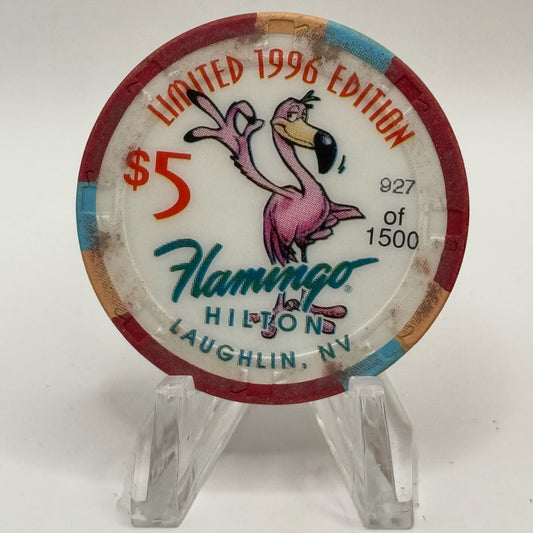 LIMITED 1996 EDITION
$5
927
of
1500
Flamingo®
HILTON
LAUGHLIN, NV